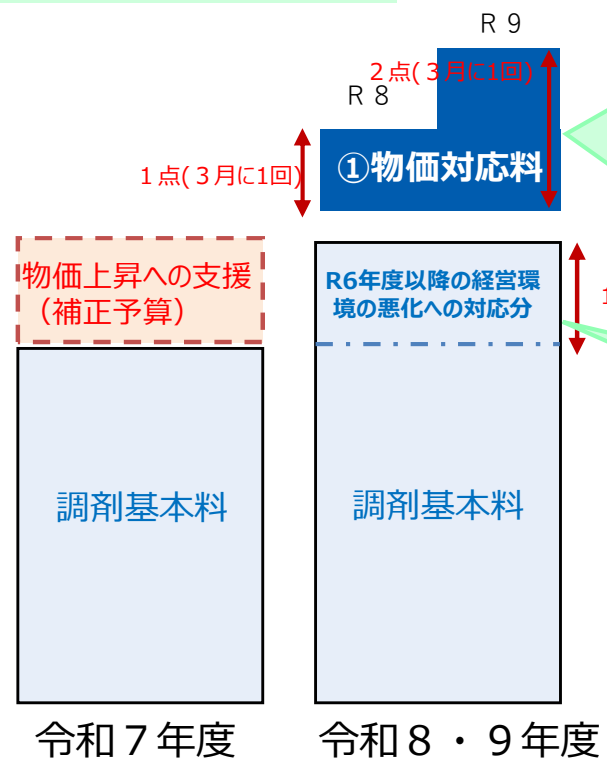 R 9
2点(3月に1回)
R 8
1点(3月に1回)
①物価対応料
物価上昇への支援
(補正予算)
R6年度以降の経営環
境の悪化への対応分
1
調剤基本料
調剤基本料
令和7年度
令和8・9年度